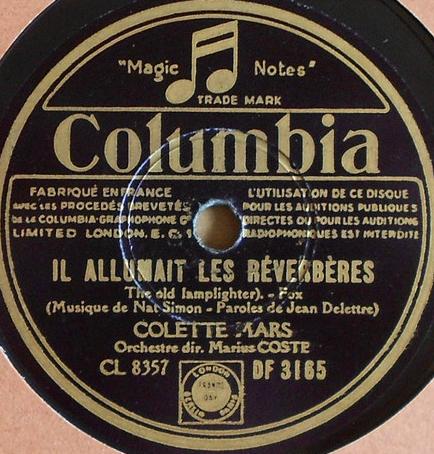 "Magic Notes"
TRADE MARK
Columbia
FABRIQUÉ EN FRANCE
AVEC LES PROCÉDÉS BREVETÉS
DE LA COLUMBIA-GRAPHOPHONE Cº
LIMITED LONDON, E.C.1
L'UTILISATION DE CE DISQUE
POUR LES AUDITIONS PUBLIQUES
DIRECTES OU POUR LES AUDITIONS
RADIOPHONIQUES EST INTERDITE
IL ALLUMAIT LES RÉVERBÈRES
The old lamplighter). - Fox
(Musique de Nat Simon - Paroles de Jean Delettre)
COLETTE MARS
Orchestre dir. Marius COSTE
CL 8357 DF 3165
LONDON
PARIS